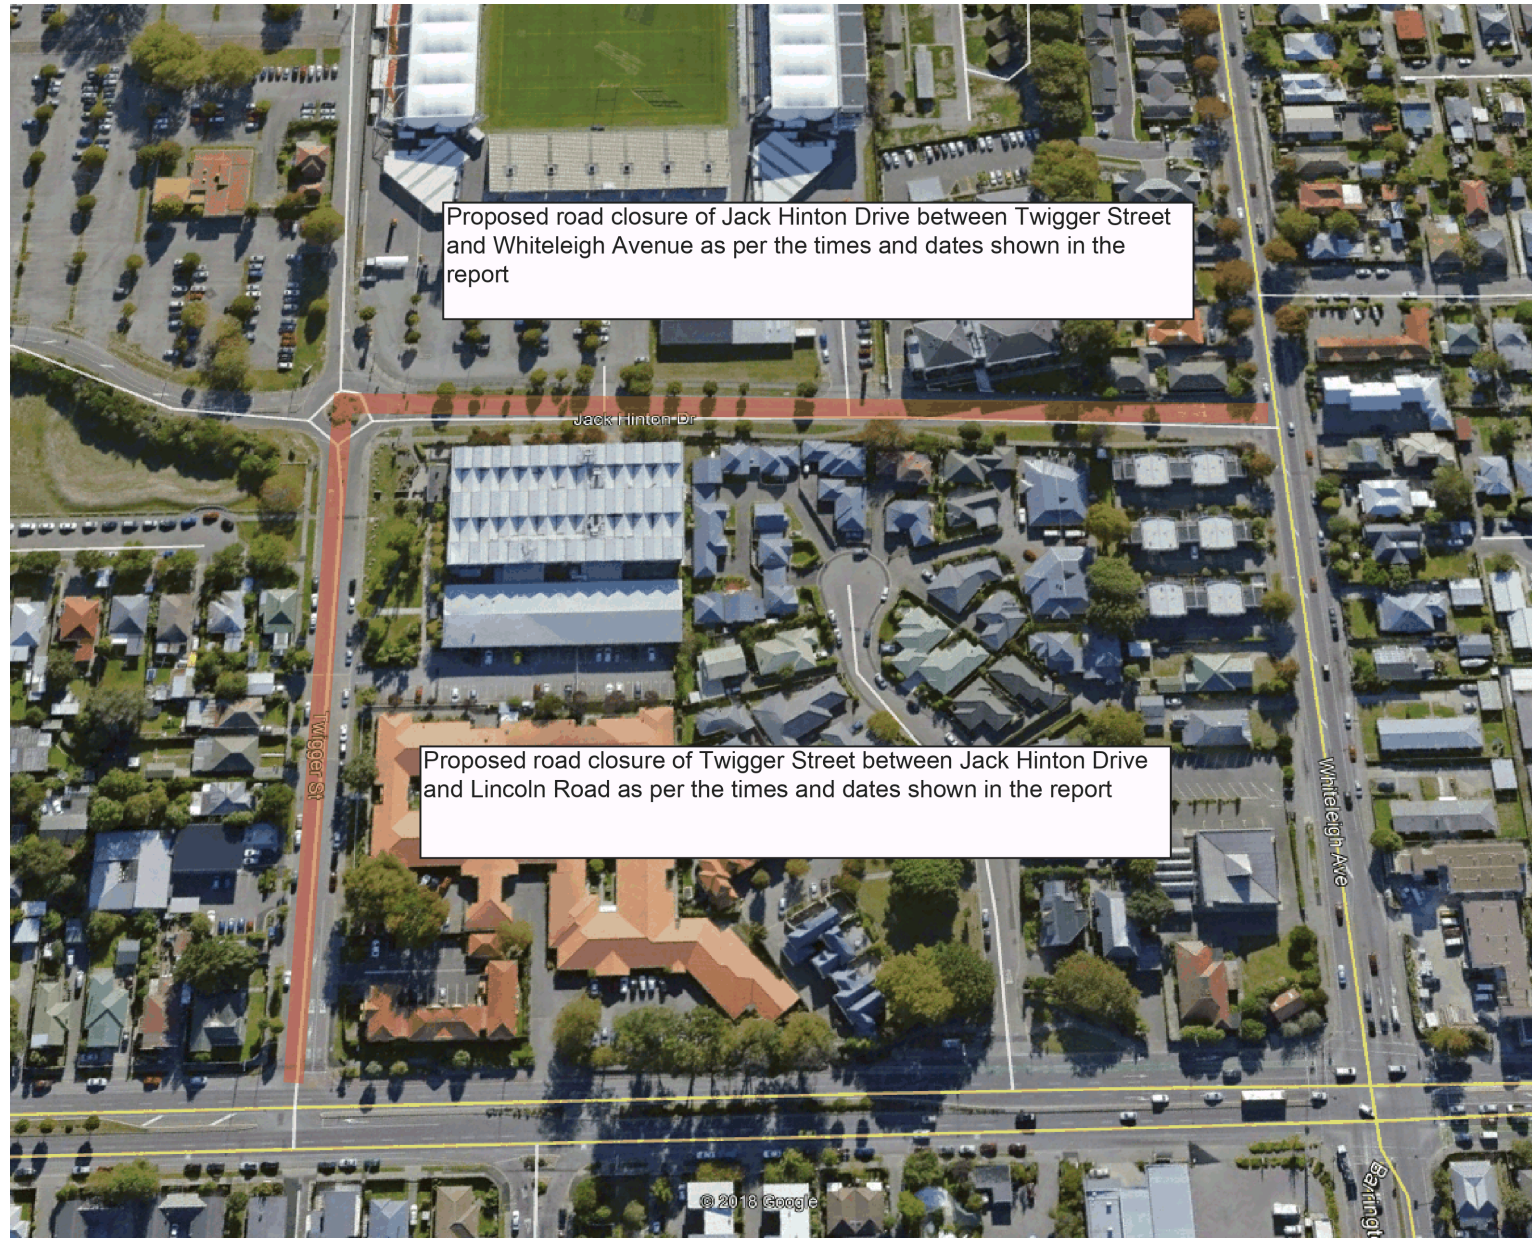 Proposed road closure of Jack Hinton Drive between Twigger Street
and Whiteleigh Avenue as per the times and dates shown in the
report
Jack Hinton Dr
Twigger St
Proposed road closure of Twigger Street between Jack Hinton Drive
and Lincoln Road as per the times and dates shown in the report
Whiteleigh Ave
© 2018 Google
Barringt